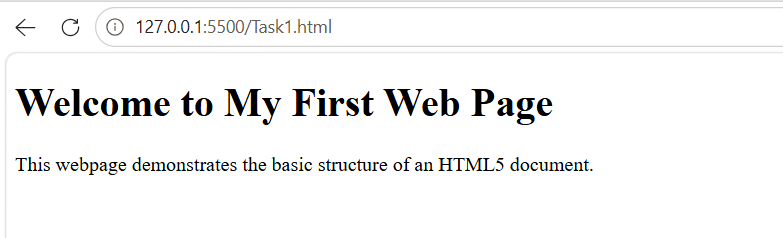 127.0.0.1:5500/Task1.html
Welcome to My First Web Page
This webpage demonstrates the basic structure of an HTML5 document.